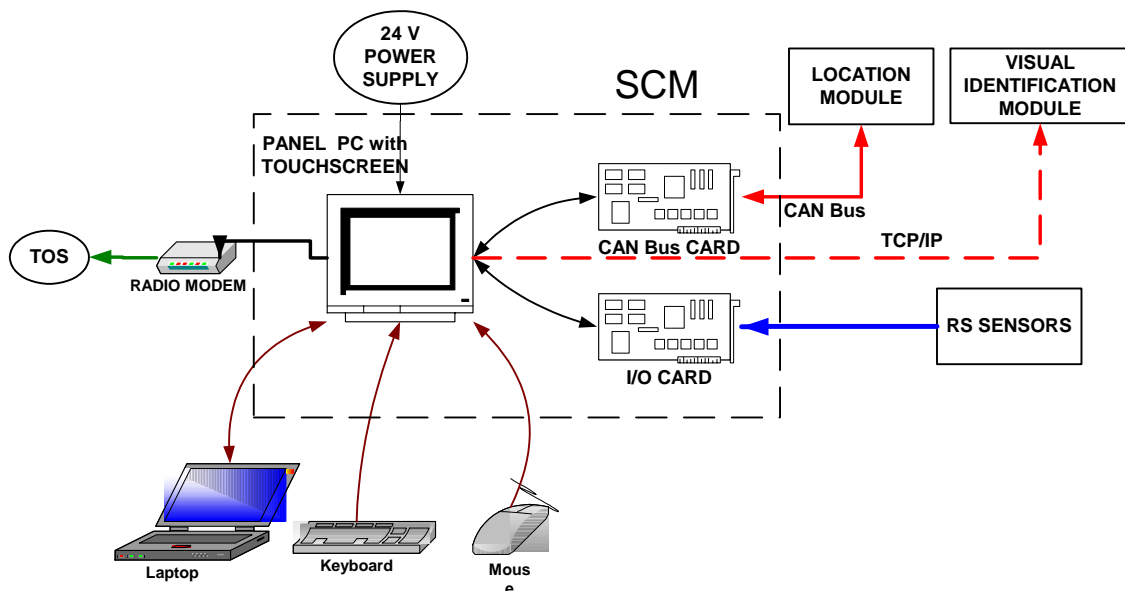 24 V
POWER
SUPPLY
SCM
LOCATION
MODULE
VISUAL
IDENTIFICATION
MODULE
PANEL PC with
TOUCHSCREEN
CAN Bus
CAN Bus CARD
TCP/IP
TOS
RADIO MODEM
RS SENSORS
I/O CARD
Laptop
Keyboard
Mous
e